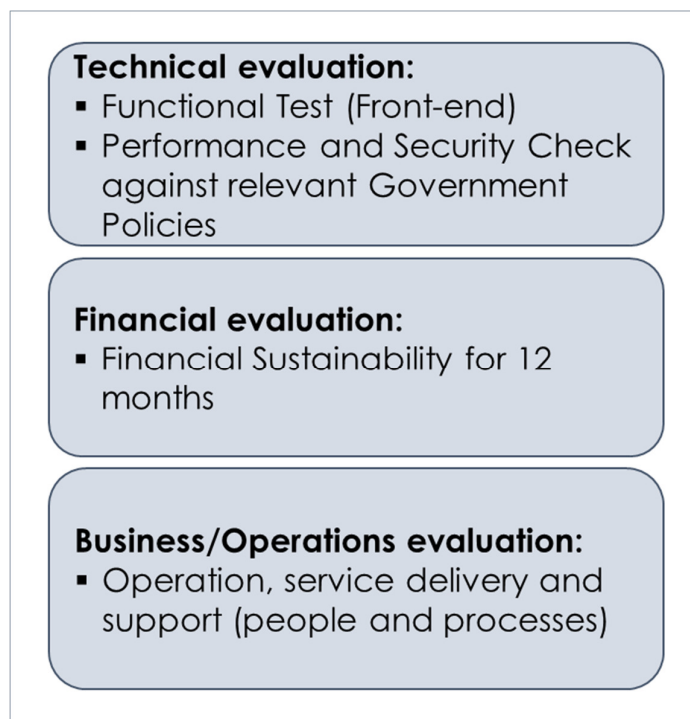 Technical evaluation:
▪ Functional Test (Front-end)
▪ Performance and Security Check
against relevant Government
Policies
Financial evaluation:
▪ Financial Sustainability for 12
months
Business/Operations evaluation:
▪ Operation, service delivery and
support (people and processes)